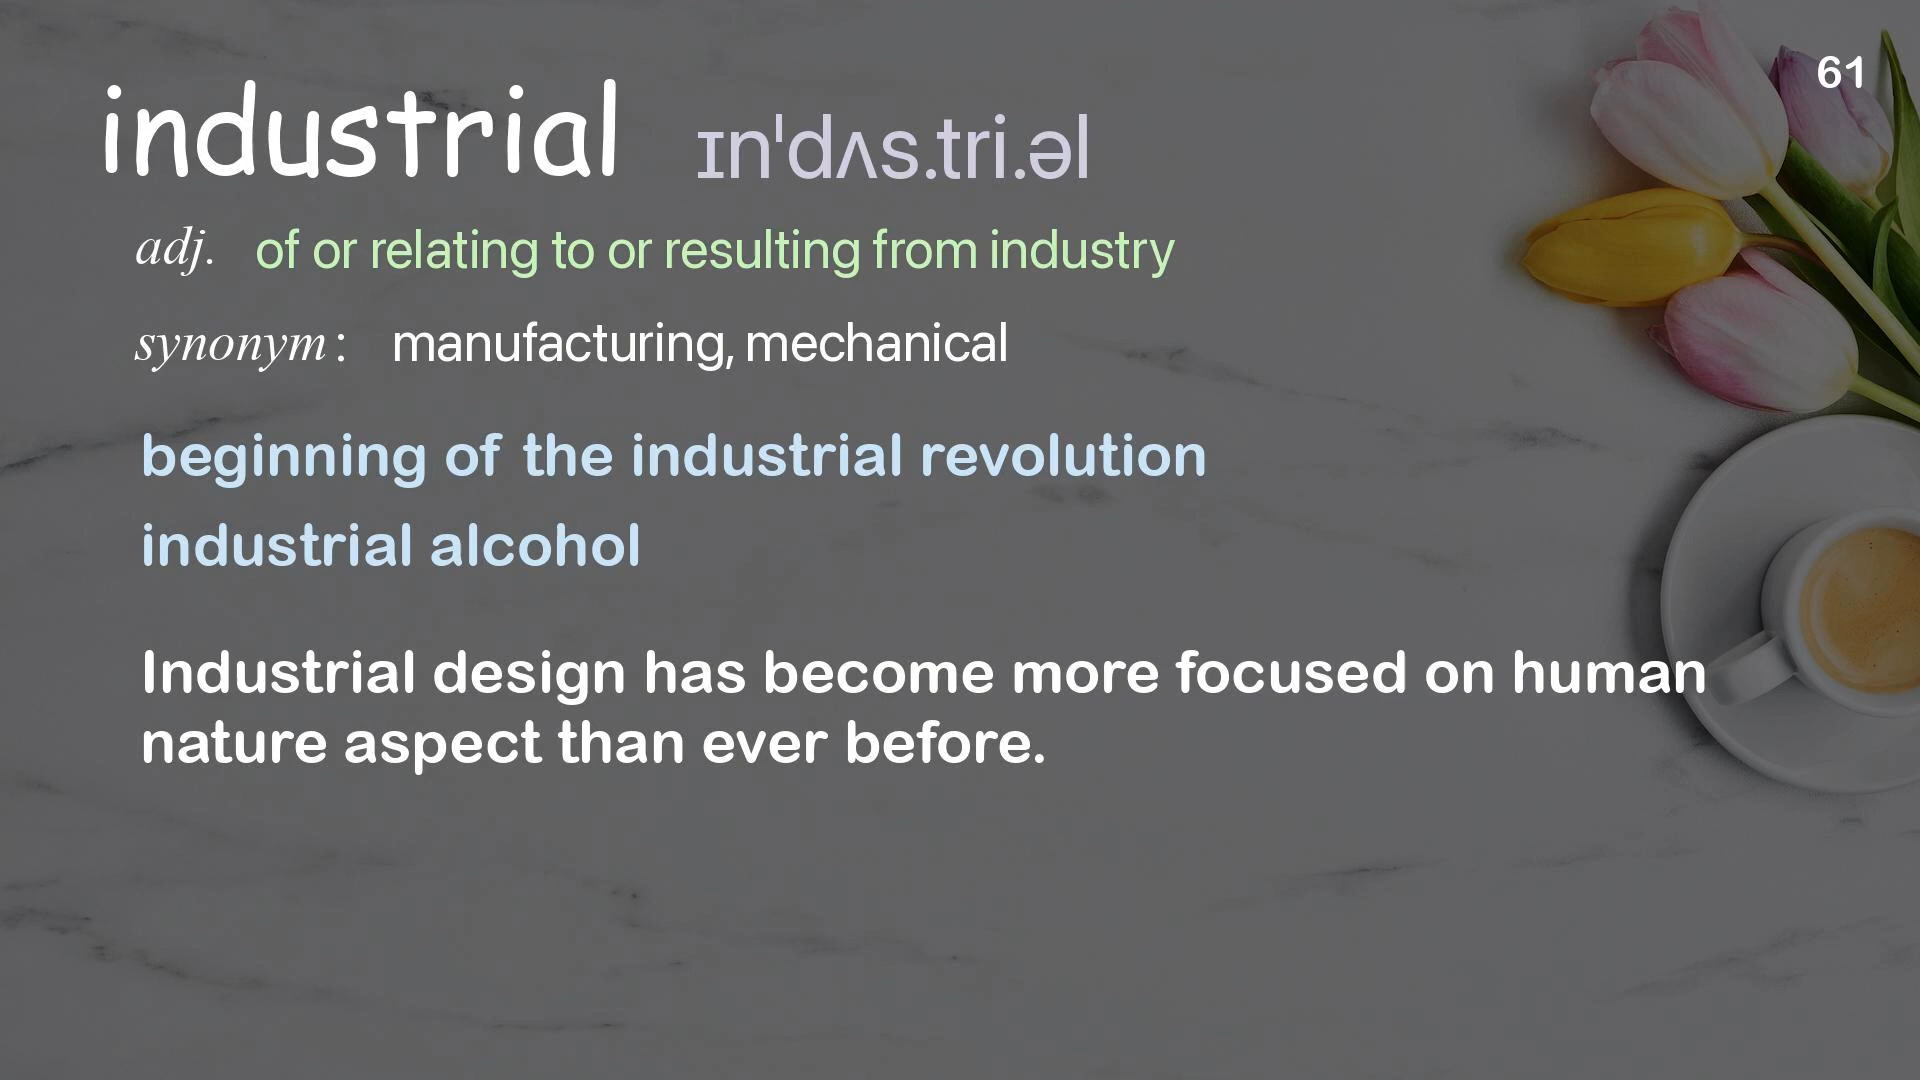 61
industrial ɪnˈdʌs.tri.əl
adj. of or relating to or resulting from industry
synonym : manufacturing, mechanical
beginning of the industrial revolution
industrial alcohol
Industrial design has become more focused on human
nature aspect than ever before.